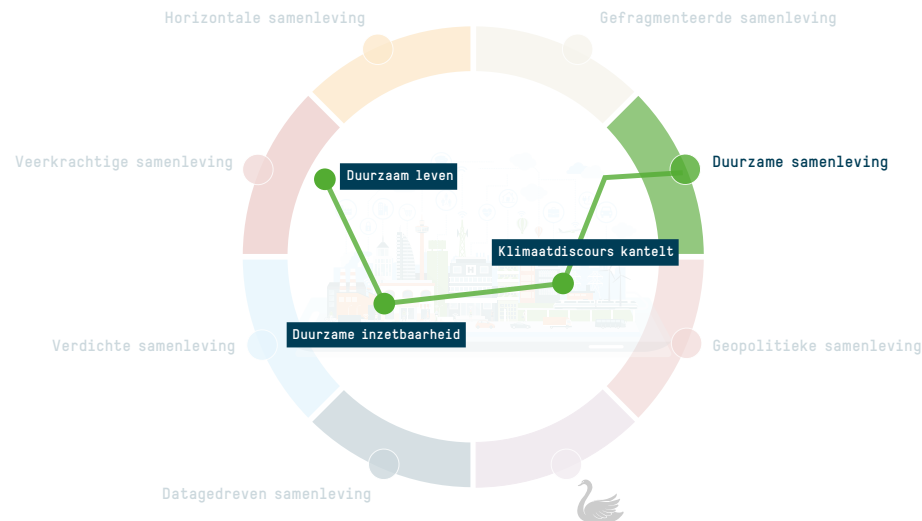 Horizontale samenleving
Gefragmenteerde samenleving
Veerkrachtige samenleving
Duurzame samenleving
Duurzaam leven
Klimaatdiscours kantelt
Duurzame inzetbaarheid
Verdichte samenleving
Geopolitieke samenleving
Datagedreven samenleving